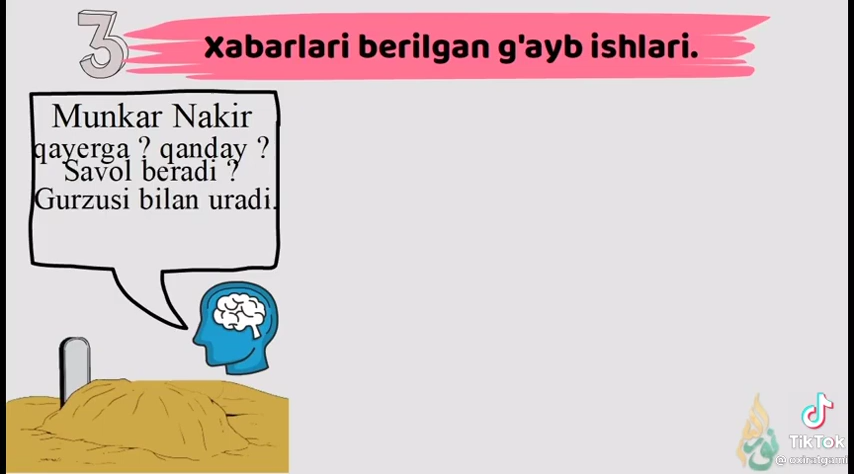 3
Xabarlari berilgan g'ayb ishlari.
Munkar Nakir
qayerga ? qanday ?
Savol beradi ?
Gurzusi bilan uradi.
TikTok